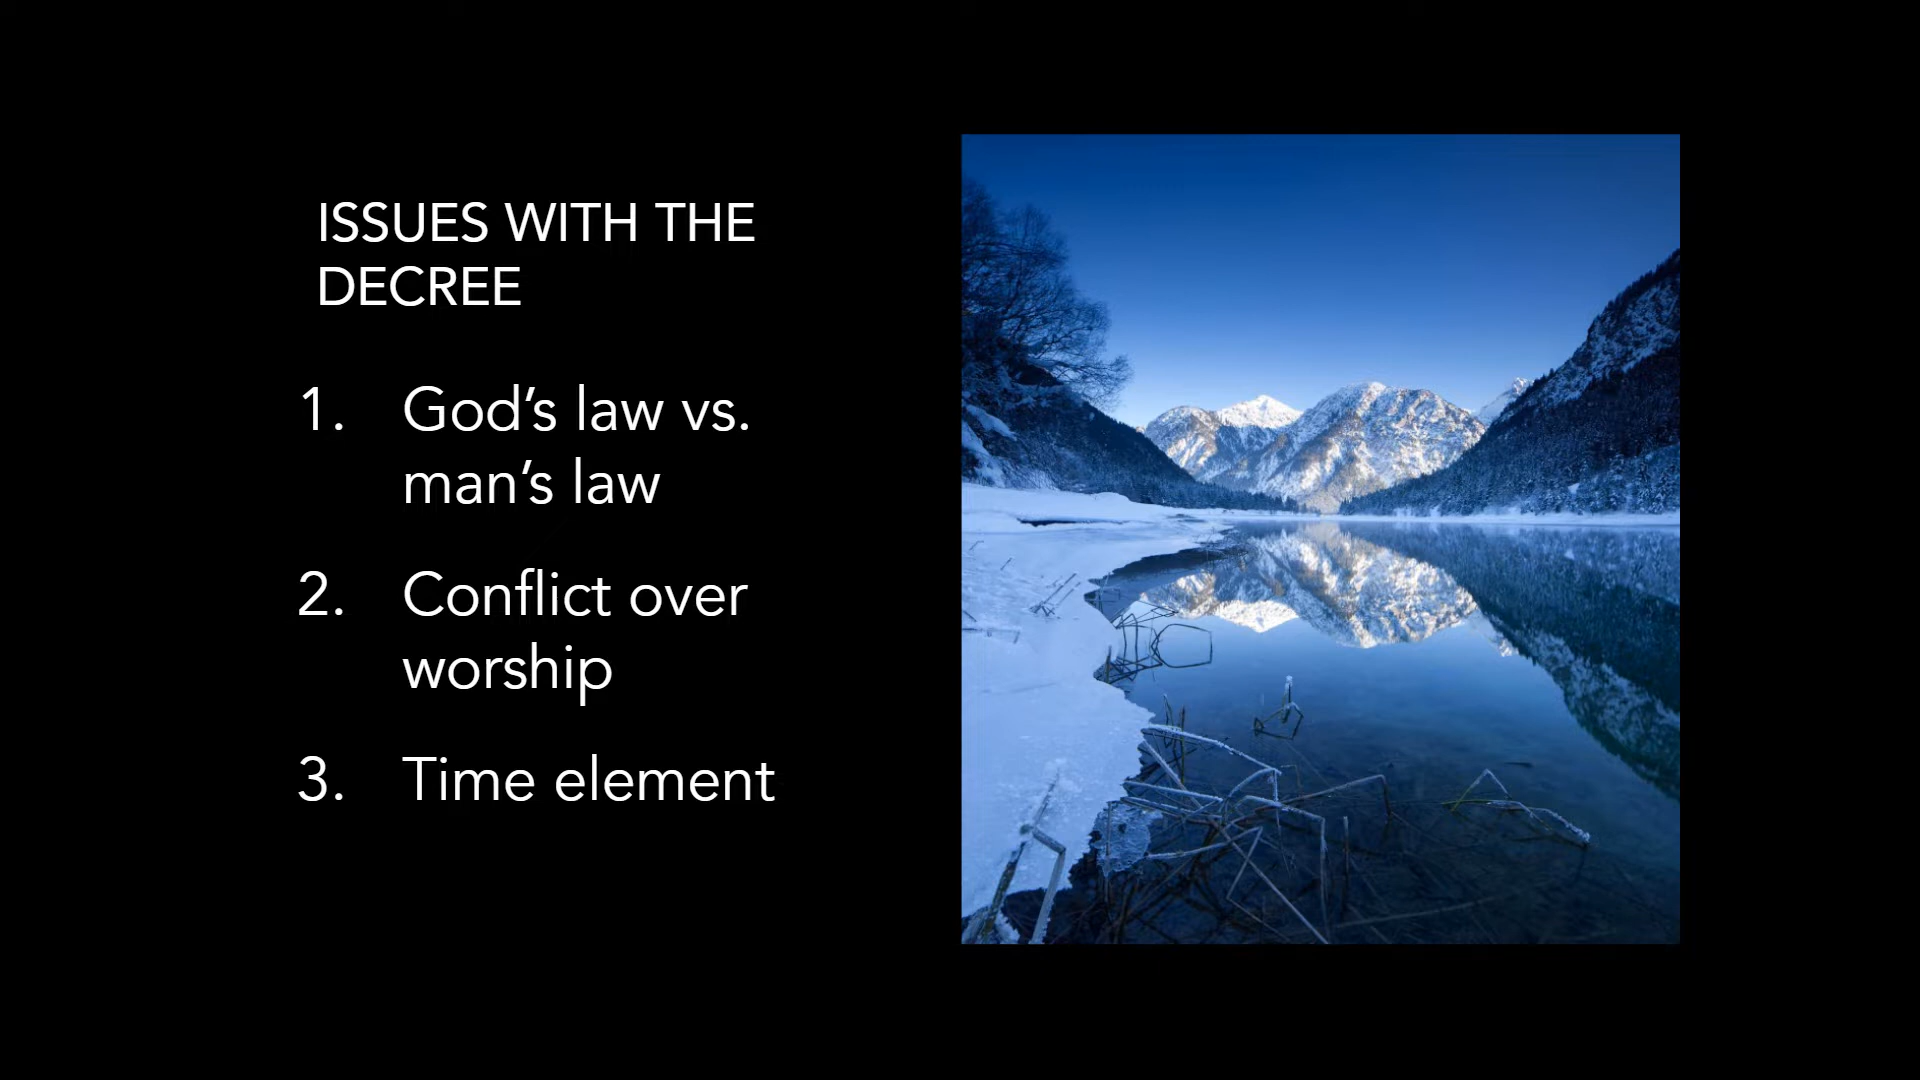 ISSUES WITH THE
DECREE
1. God’s law vs.
man’s law
2. Conflict over
worship
3. Time element